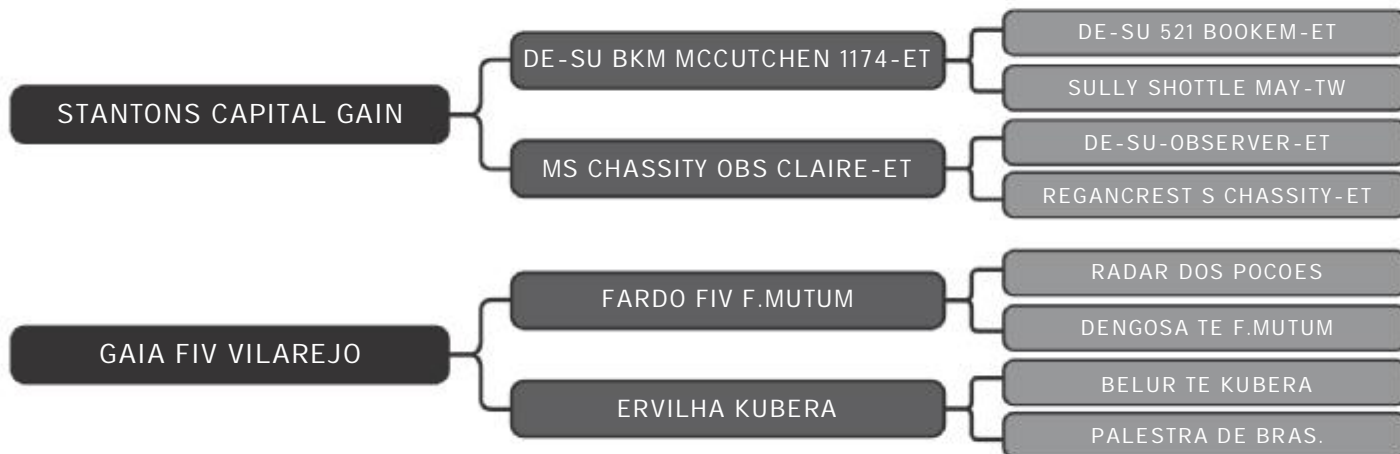 STANTONS CAPITAL GAIN
DE-SU BKM MCCUTCHEN 1174-ET
DE-SU 521 BOOKEM-ET
SULLY SHOTTLE MAY-TW
MS CHASSITY OBS CLAIRE-ET
DE-SU-OBSERVER-ET
REGANCREST S CHASSITY-ET
GAIA FIV VILAREJO
FARDO FIV F.MUTUM
RADAR DOS POCOES
DENGOSA TE F.MUTUM
ERVILHA KUBERA
BELUR TE KUBERA
PALESTRA DE BRAS.